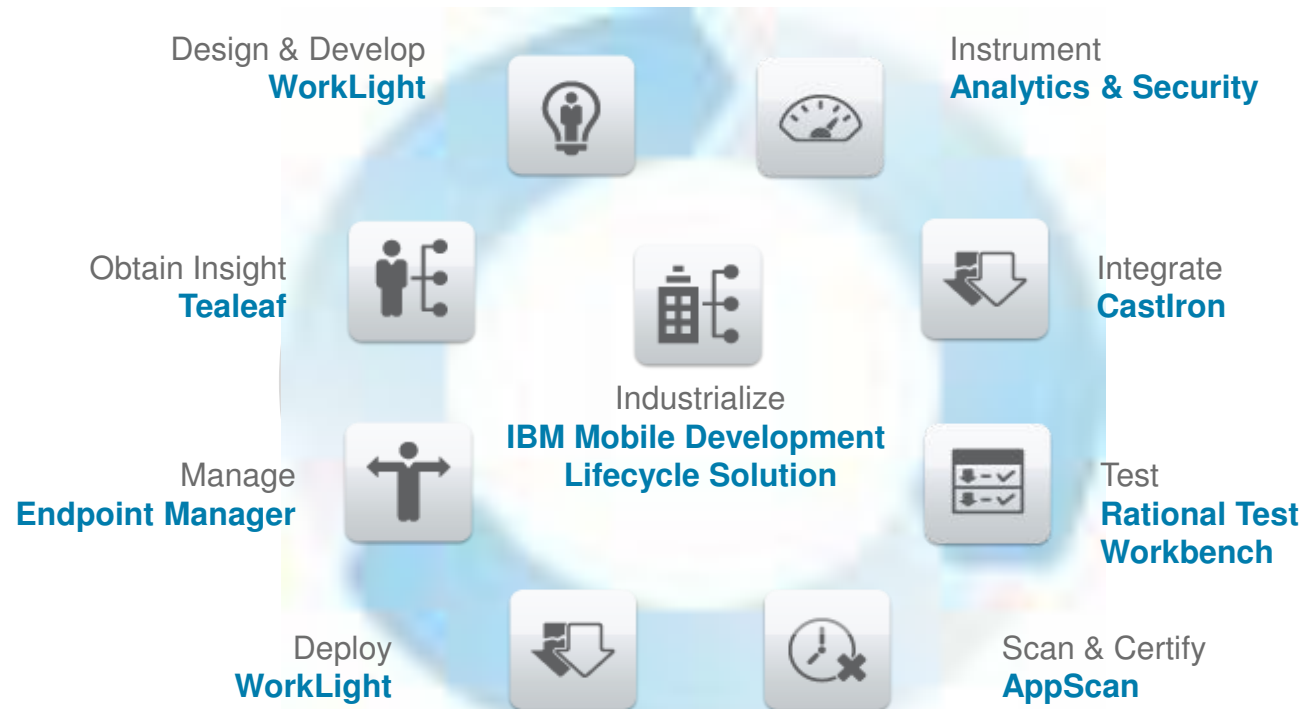 Design & Develop
WorkLight
Instrument
Analytics & Security
Obtain Insight
Tealeaf
Integrate
CastIron
Industrialize
IBM Mobile Development
Lifecycle Solution
Manage
Endpoint Manager
Test
Rational Test
Workbench
Deploy
WorkLight
Scan & Certify
AppScan